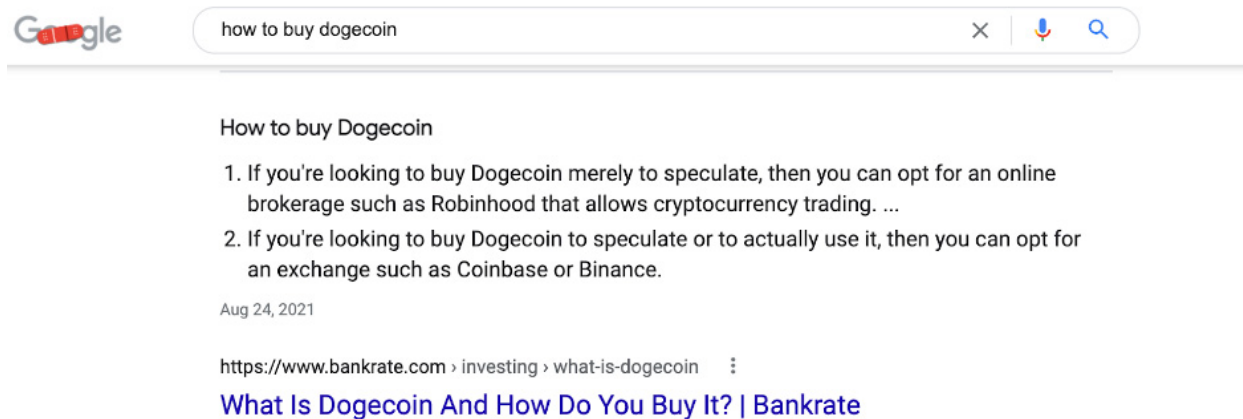 Google
how to buy dogecoin
How to buy Dogecoin
1. If you're looking to buy Dogecoin merely to speculate, then you can opt for an online
brokerage such as Robinhood that allows cryptocurrency trading. ...
2. If you're looking to buy Dogecoin to speculate or to actually use it, then you can opt for
an exchange such as Coinbase or Binance.
Aug 24, 2021
https://www.bankrate.com › investing › what-is-dogecoin
What Is Dogecoin And How Do You Buy It? | Bankrate